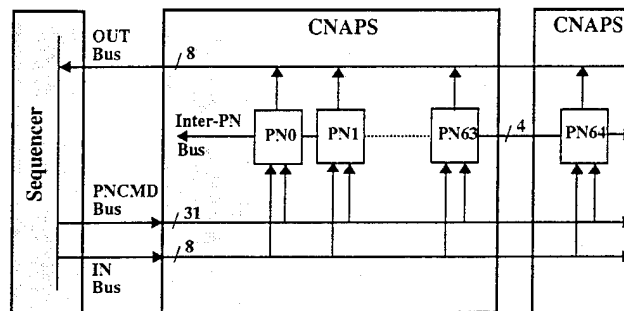 OUT
Bus
8
CNAPS
CNAPS
Sequencer
Inter-PN
Bus
PN0
PN1
PN63
4
PN64
PNCMD
Bus
31
8
IN
Bus